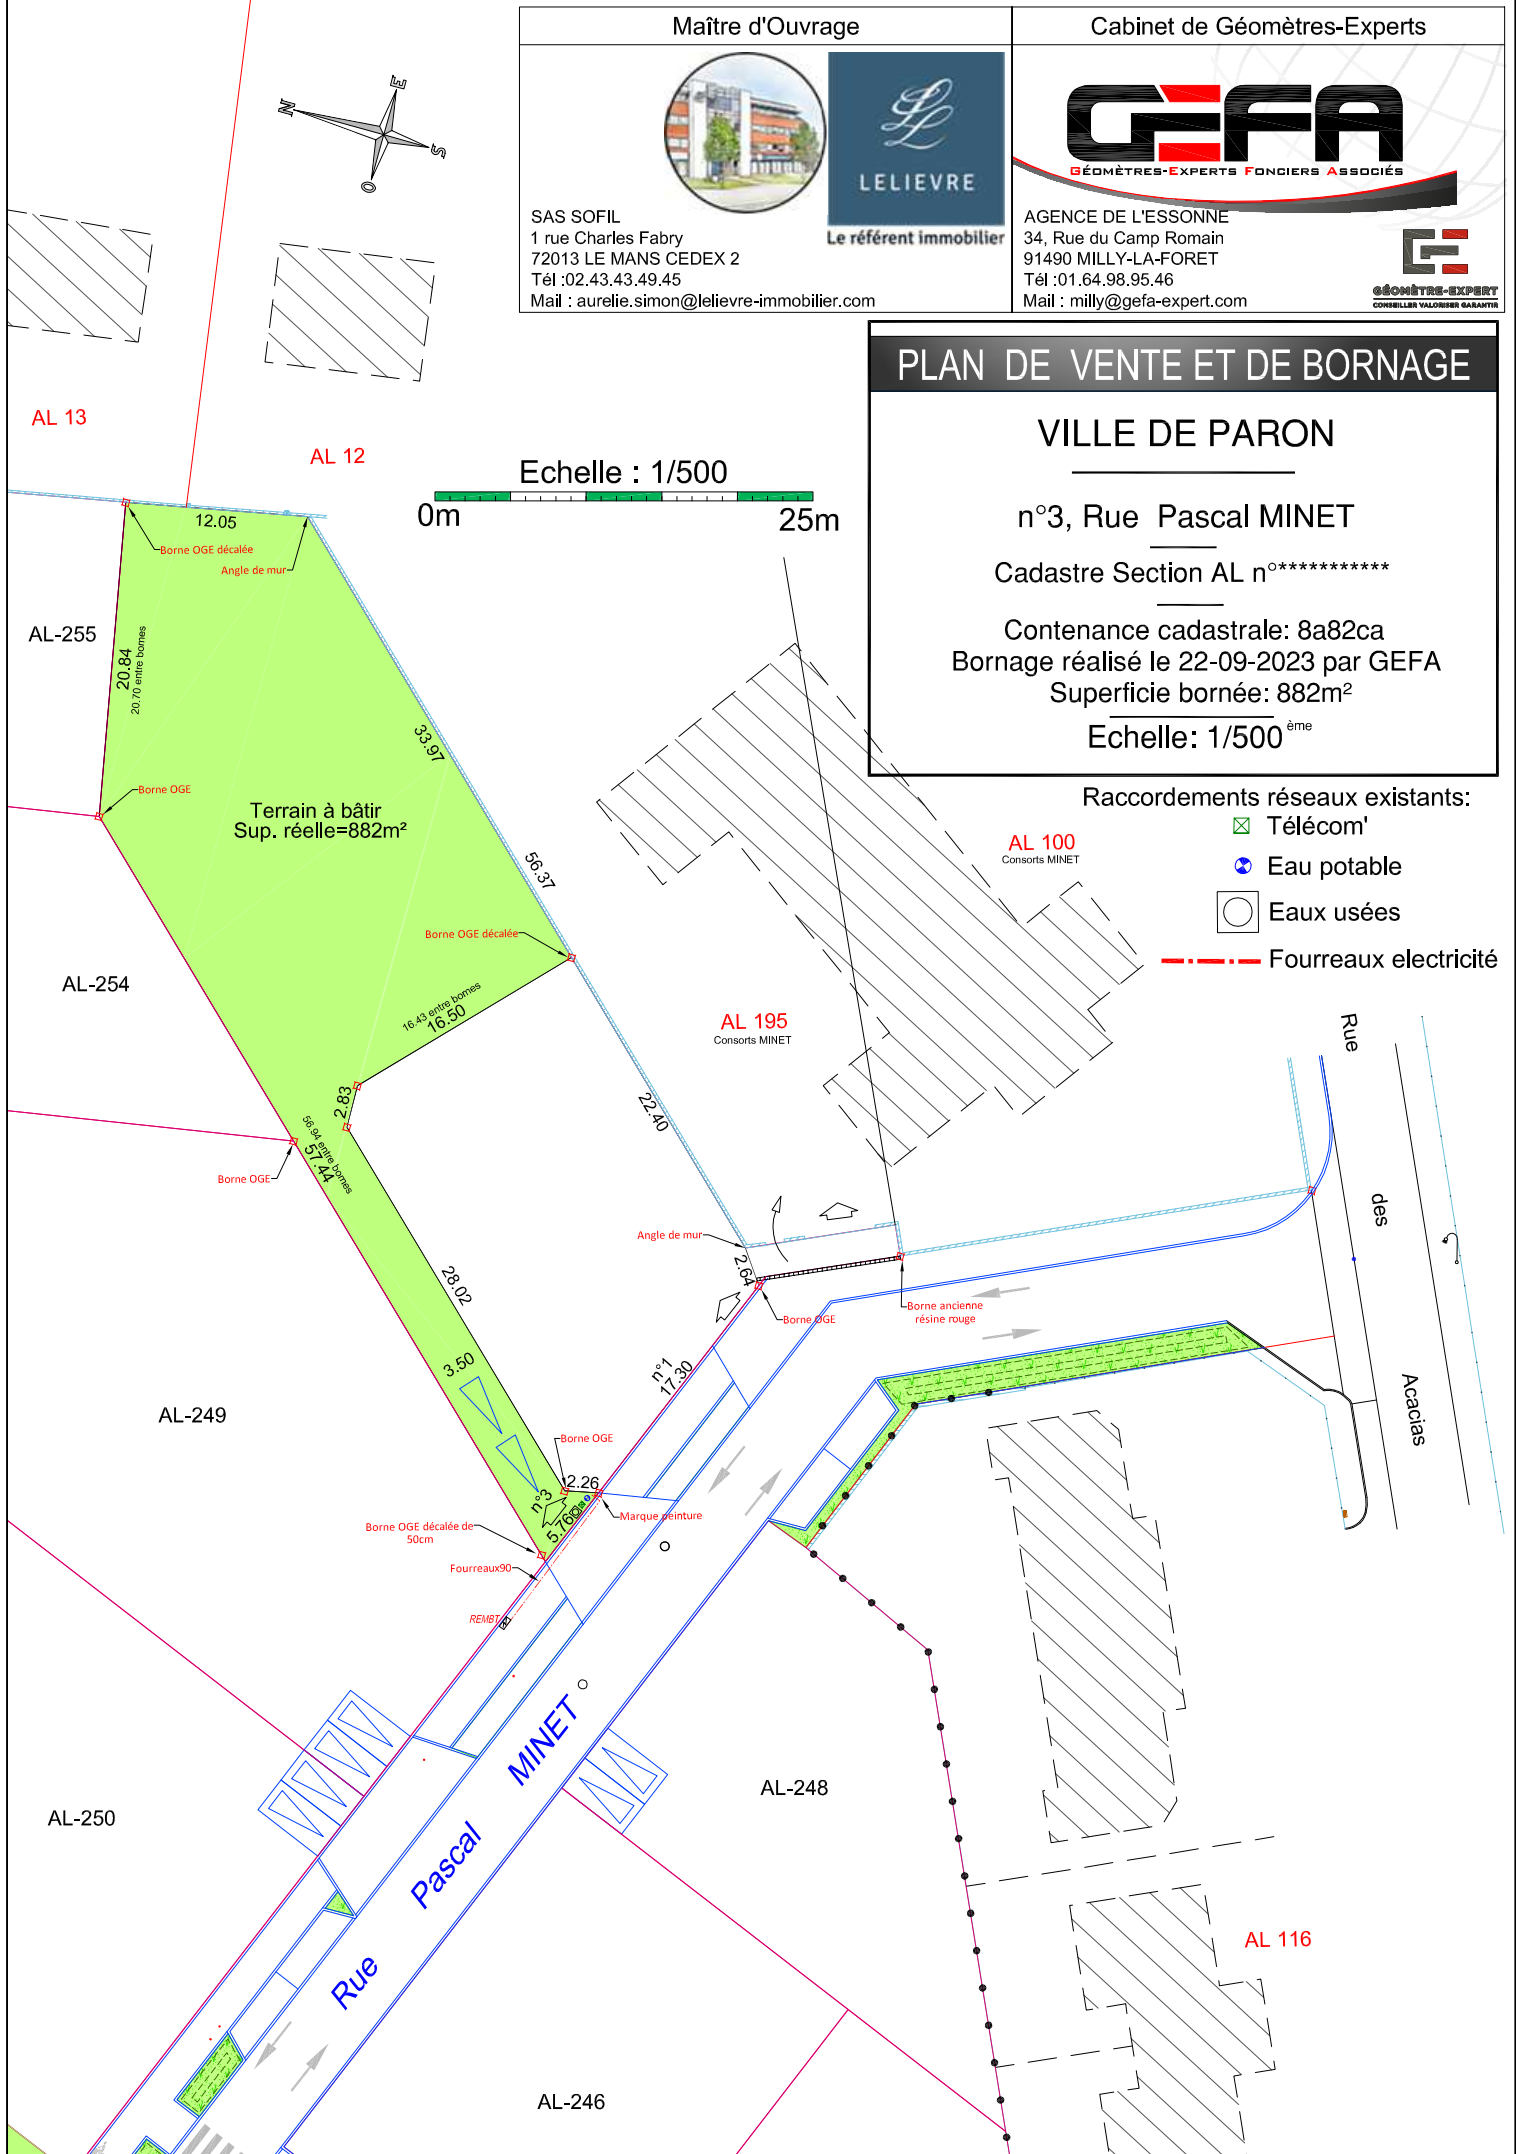 Maître d'Ouvrage
Cabinet de Géomètres-Experts
LELIEVRE
Le référent immobilier
SAS SOFIL
1 rue Charles Fabry
72013 LE MANS CEDEX 2
Tél :02.43.43.49.45
Mail : aurelie.simon@lelievre-immobilier.com
GEFA
GÉOMÈTRES-EXPERTS FONCIERS ASSOCIÉS
AGENCE DE L'ESSONNE
34, Rue du Camp Romain
91490 MILLY-LA-FORET
Tél :01.64.98.95.46
Mail : milly@gefa-expert.com
GÉOMÈTRE-EXPERT
CONSEILLER VALORISER GARANTIR
N
E
S
O
PLAN DE VENTE ET DE BORNAGE
VILLE DE PARON
n°3, Rue Pascal MINET
Cadastre Section AL n°***********
Contenance cadastrale: 8a82ca
Bornage réalisé le 22-09-2023 par GEFA
Superficie bornée: 882m²
Echelle: 1/500 ème
Raccordements réseaux existants:
Télécom'
Eau potable
Eaux usées
Fourreaux electricité
Echelle : 1/500
0m
25m
AL 13
AL 12
12.05
Borne OGE décalée
Angle de mur
AL-255
20.84
20.70 entre bornes
33.97
Borne OGE
Terrain à bâtir
Sup. réelle=882m²
56.37
AL 100
Consorts MINET
Borne OGE décalée
AL-254
16.43 entre bornes
16.50
AL 195
Consorts MINET
2.83
22.40
56.94 entre bornes
57.44
Borne OGE
Rue
des
Acacias
Angle de mur
2.64
Borne OGE
Borne ancienne
résine rouge
28.02
n°1
17.30
3.50
AL-249
Borne OGE
2.26
n°3
5.76
Marque peinture
Borne OGE décalée de
50cm
Fourreaux90
REMBT
AL-250
AL-248
Rue Pascal MINET
AL 116
AL-246